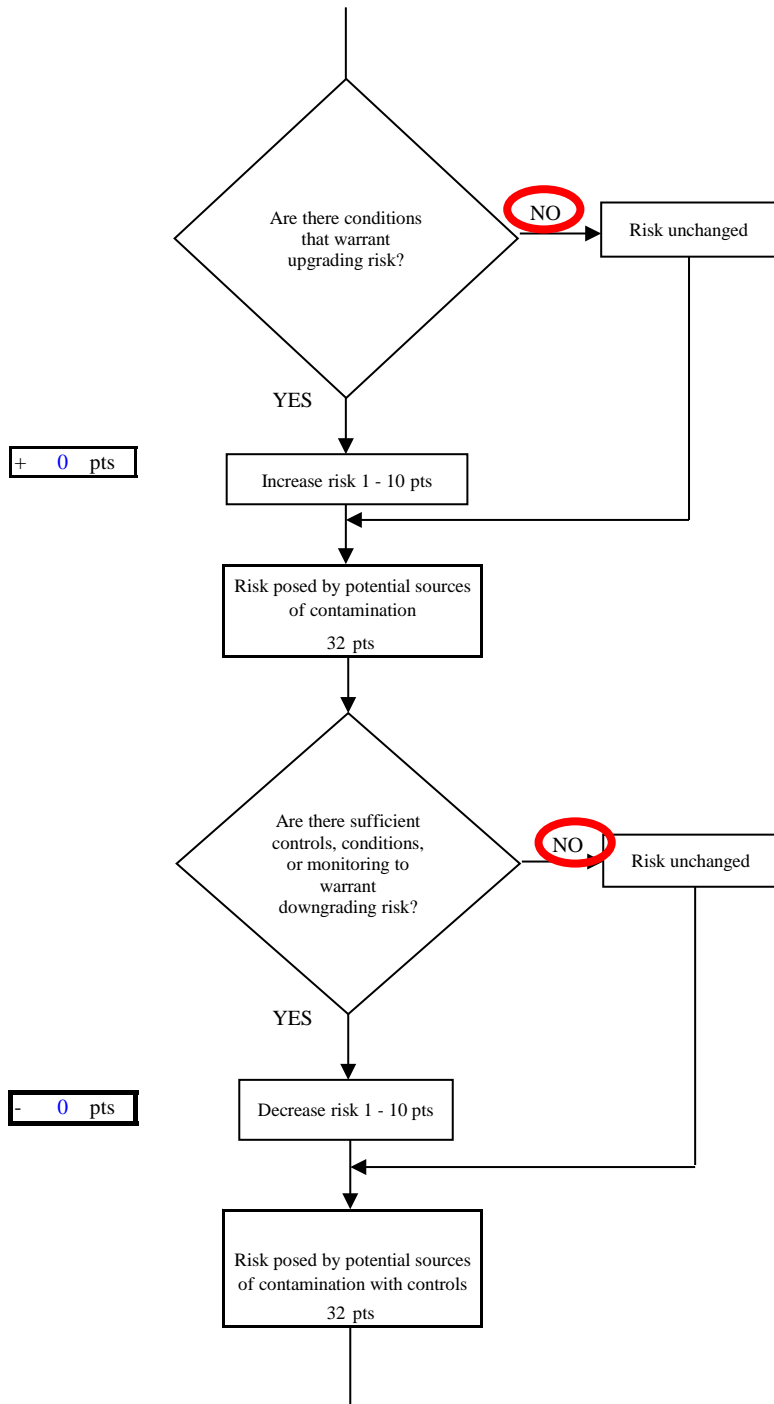 Are there conditions
that warrant
upgrading risk?
NO
Risk unchanged
YES
+ 0 pts
Increase risk 1 - 10 pts
Risk posed by potential sources
of contamination
32 pts
Are there sufficient
controls, conditions,
or monitoring to
warrant
downgrading risk?
NO
Risk unchanged
YES
- 0 pts
Decrease risk 1 - 10 pts
Risk posed by potential sources
of contamination with controls
32 pts